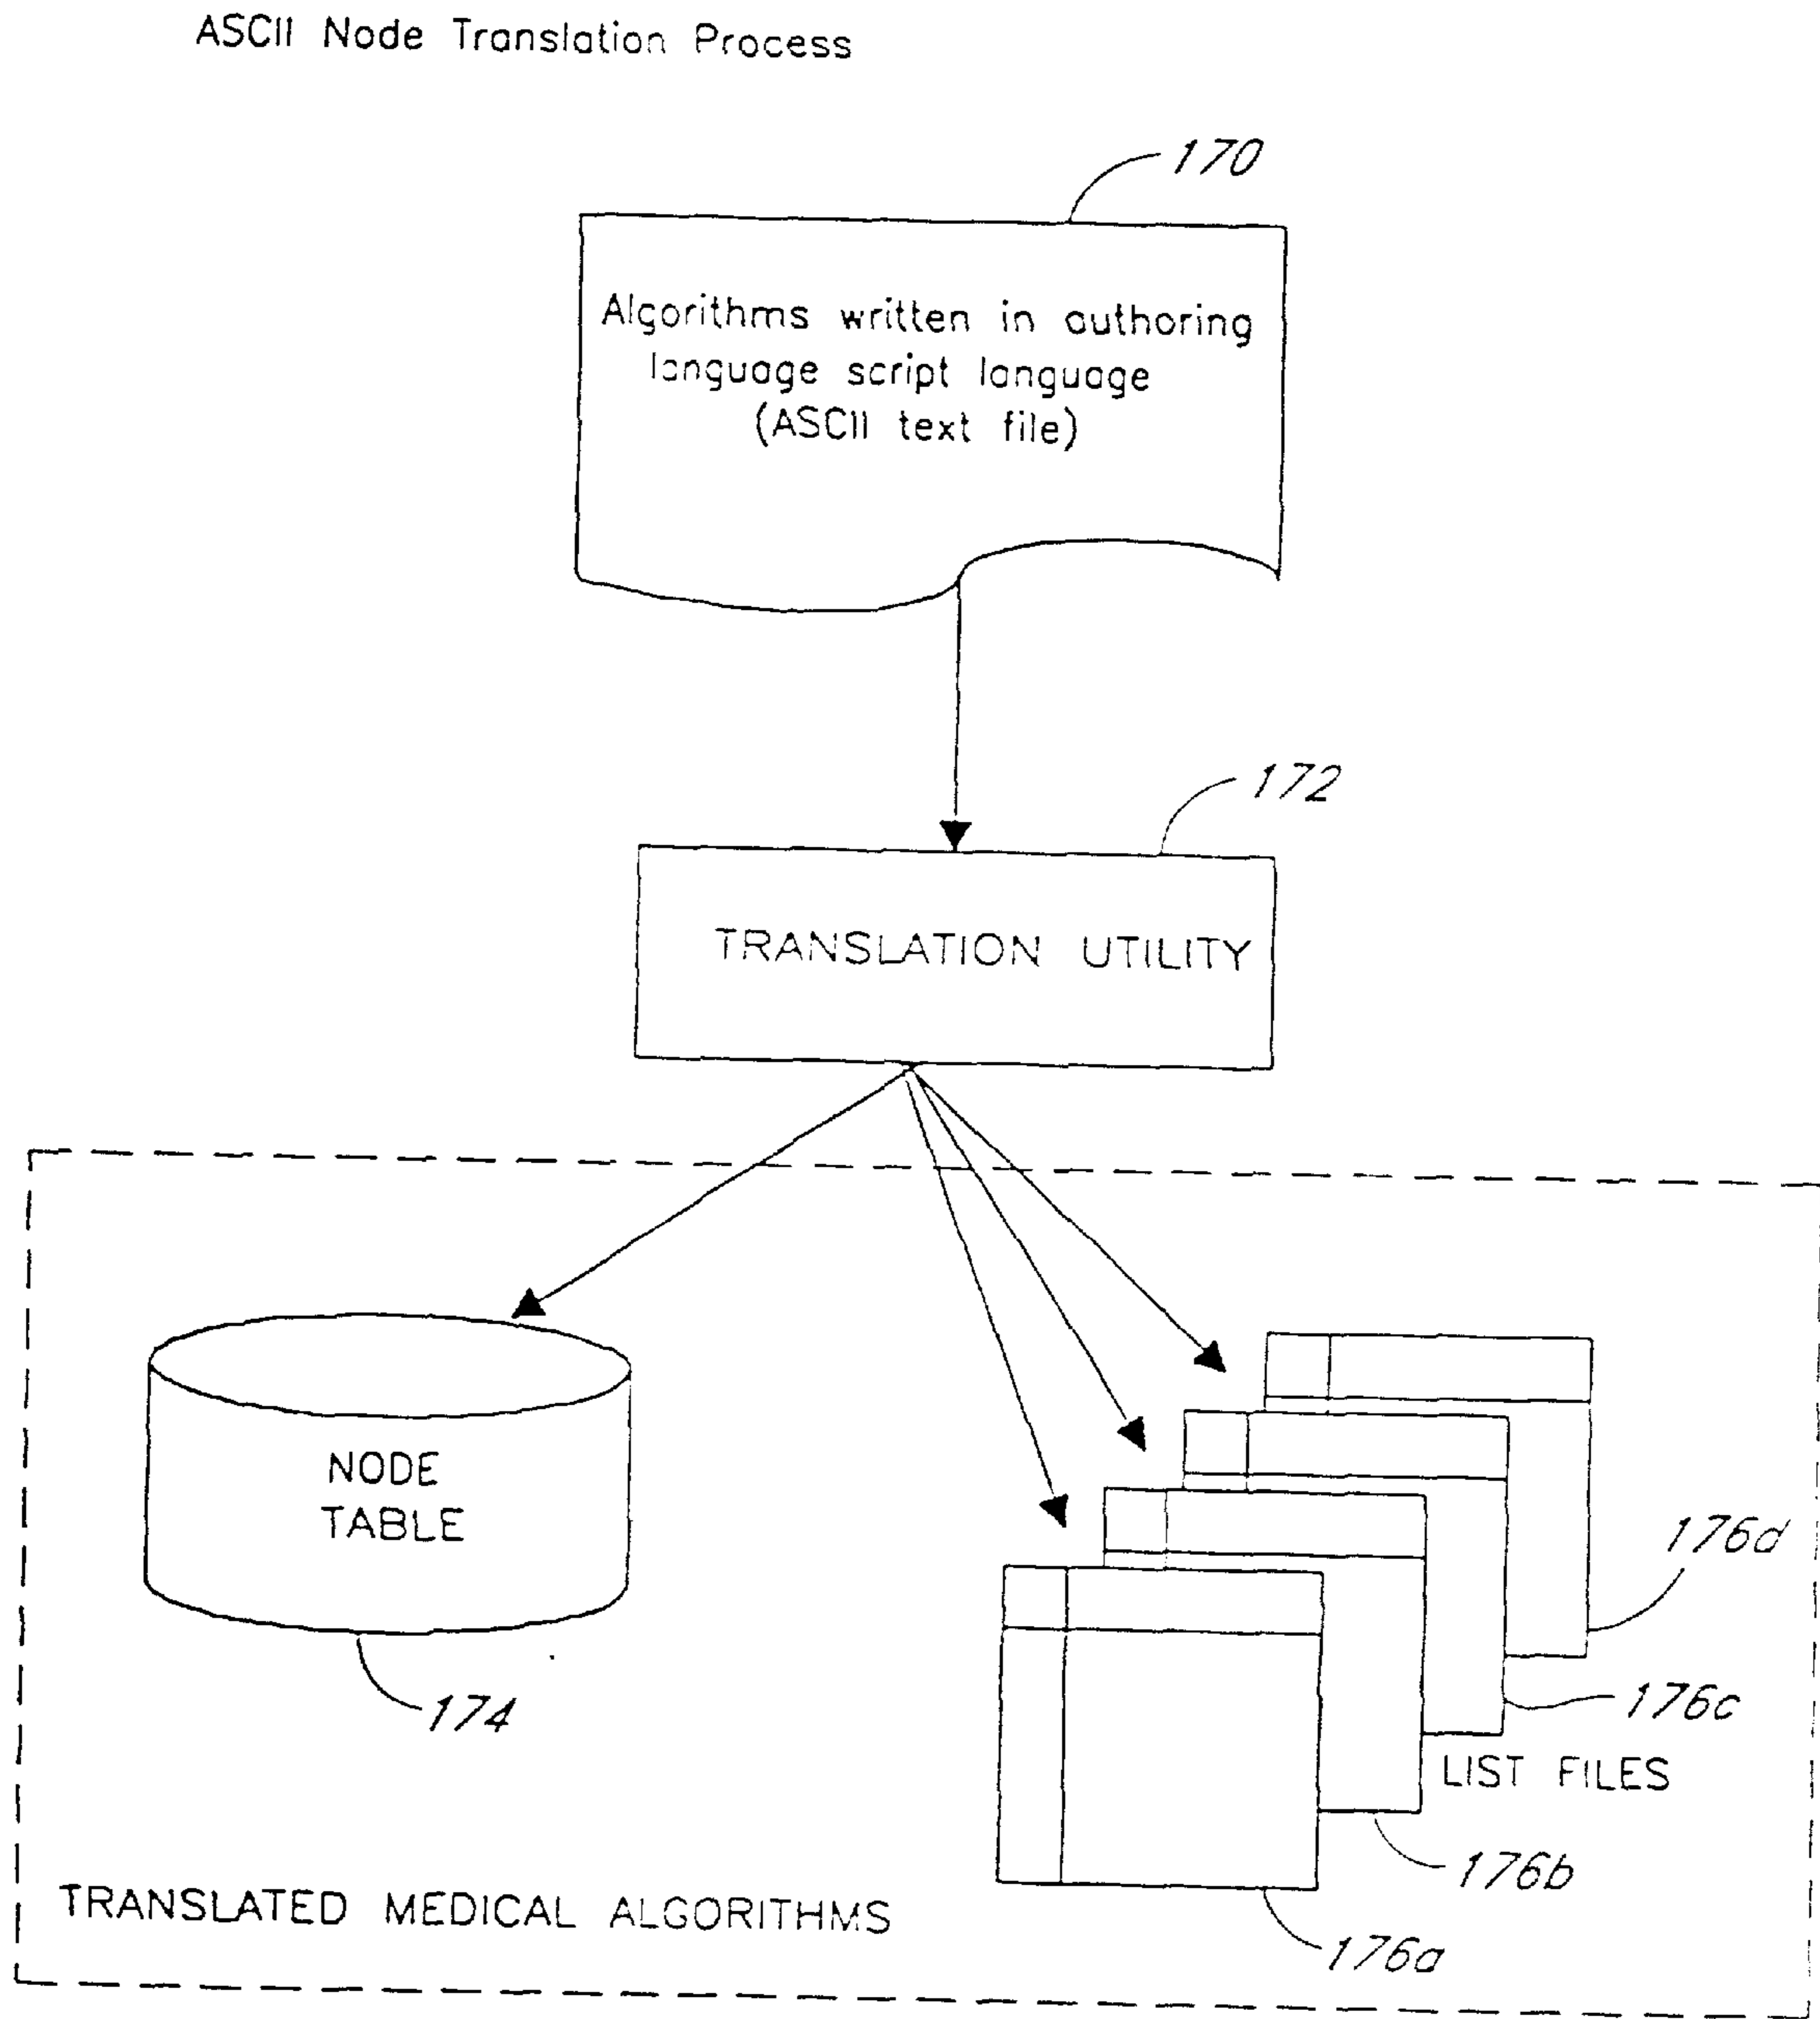 ASCII Node Translation Process
170
Algorithms written in authoring
language script language
(ASCII text file)
172
TRANSLATION UTILITY
NODE
TABLE
174
176d
176c
LIST FILES
176b
176a
TRANSLATED MEDICAL ALGORITHMS